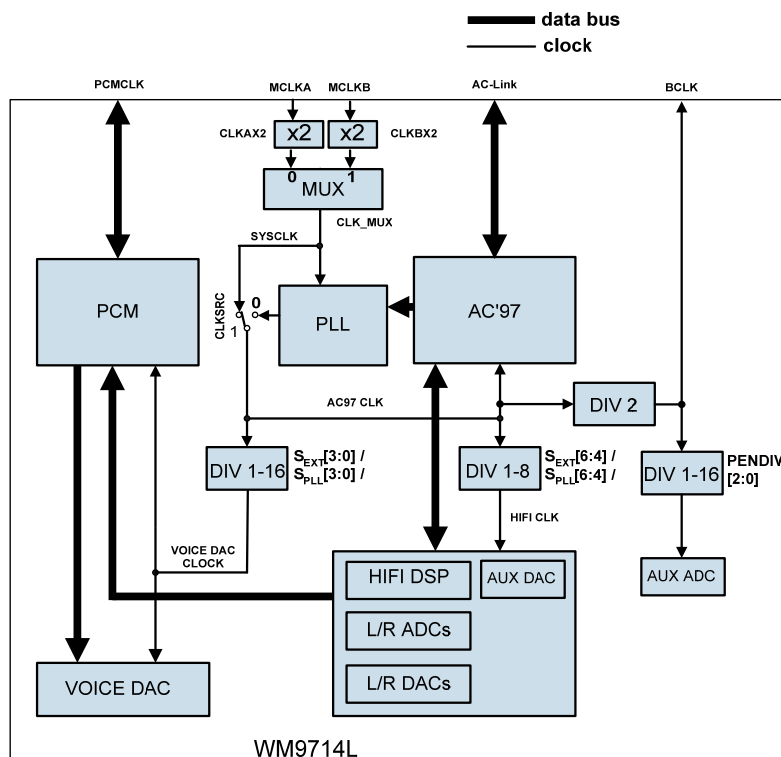 data bus
clock
PCMCLK
MCLKA
MCLKB
AC-Link
BCLK
CLKAX2
x2
x2
CLKBX2
0
1
MUX
CLK_MUX
SYSCLK
PCM
CLKSRC
0
1
PLL
AC'97
AC97 CLK
DIV 2
DIV 1-16
SEXT[3:0] /
SPLL[3:0] /
DIV 1-8
SEXT[6:4] /
SPLL[6:4] /
DIV 1-16
PENDIV
[2:0]
HIFI CLK
VOICE DAC
CLOCK
HIFI DSP
AUX DAC
AUX ADC
L/R ADCs
L/R DACs
VOICE DAC
WM9714L